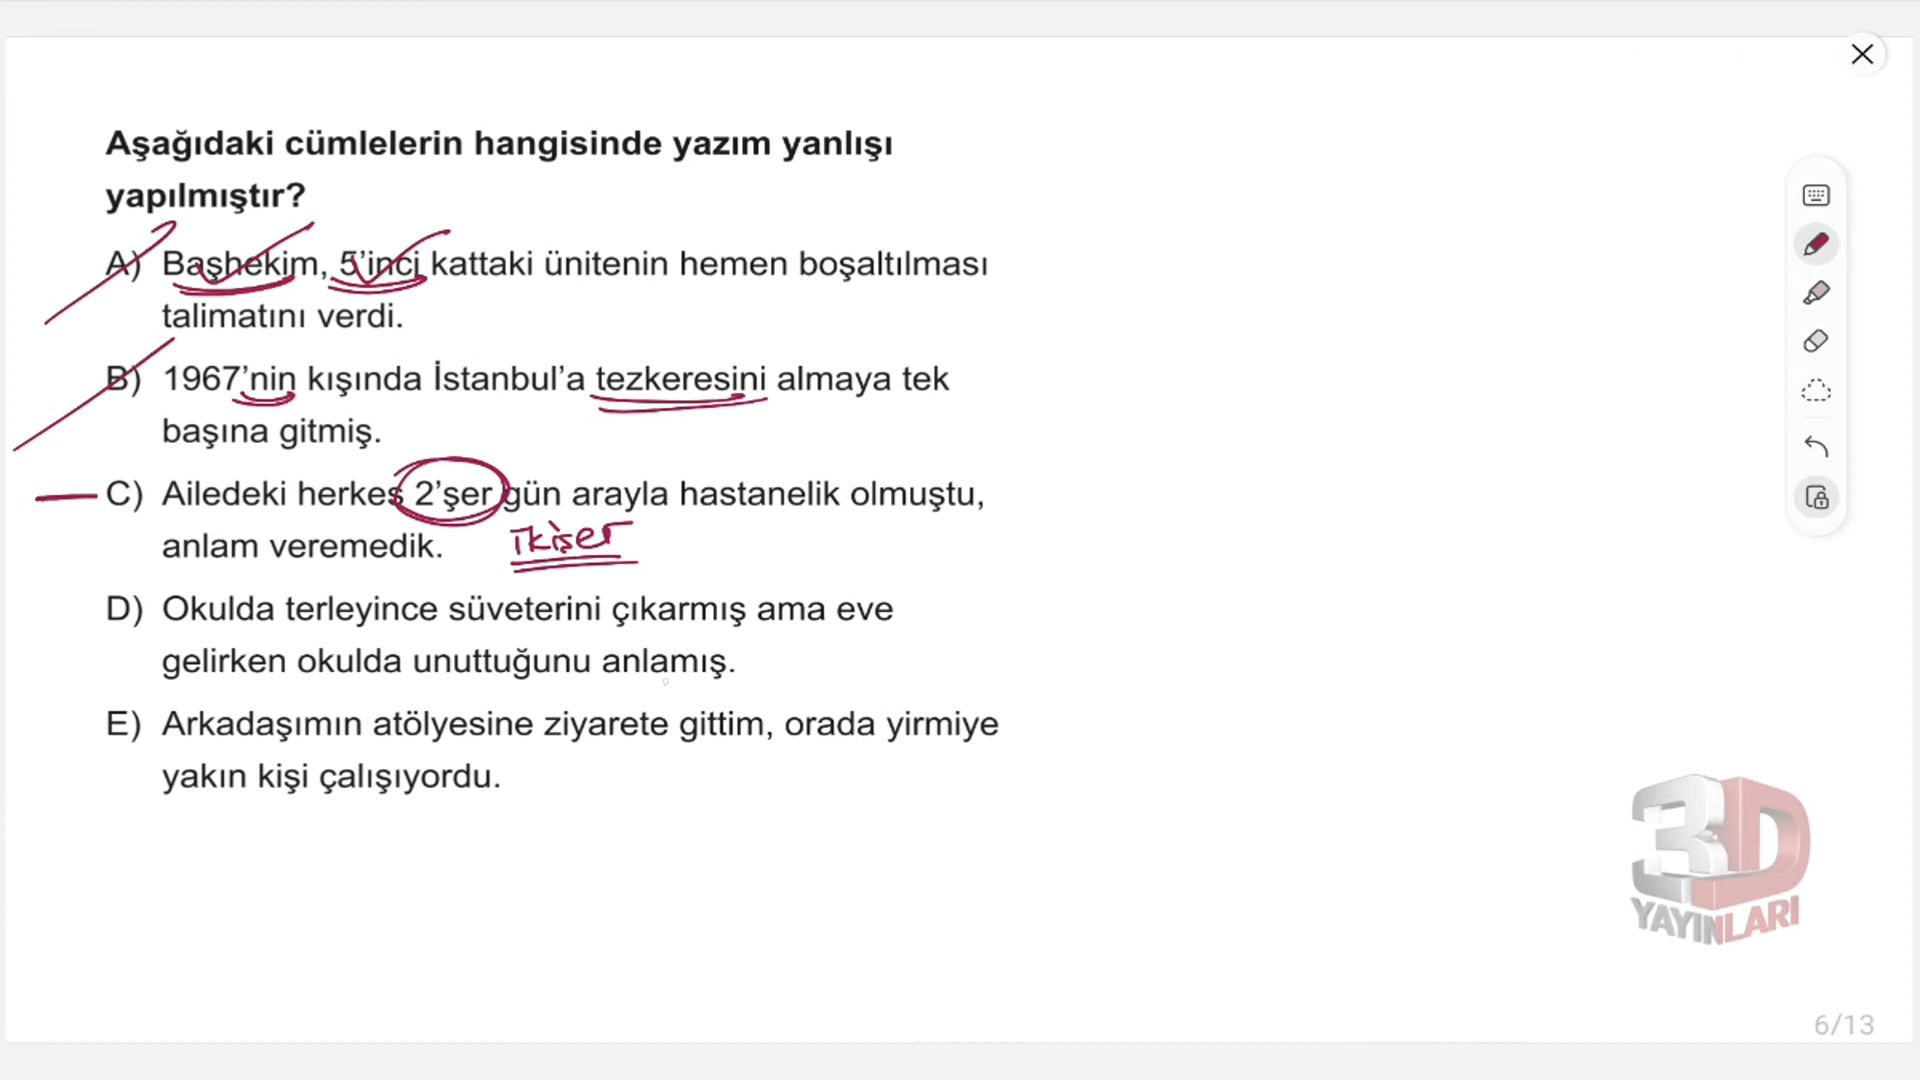 Aşağıdaki cümlelerin hangisinde yazım yanlışı
yapılmıştır?
A) Başhekim, 5’inci kattaki ünitenin hemen boşaltılması
talimatını verdi.
B) 1967’nin kışında İstanbul’a tezkeresini almaya tek
başına gitmiş.
C) Ailedeki herkes 2’şer gün arayla hastanelik olmuştu,
anlam veremedik.
ikişer
D) Okulda terleyince süveterini çıkarmış ama eve
gelirken okulda unuttuğunu anlamış.
E) Arkadaşımın atölyesine ziyarete gittim, orada yirmiye
yakın kişi çalışıyordu.
3D
YAYINLARI
6/13